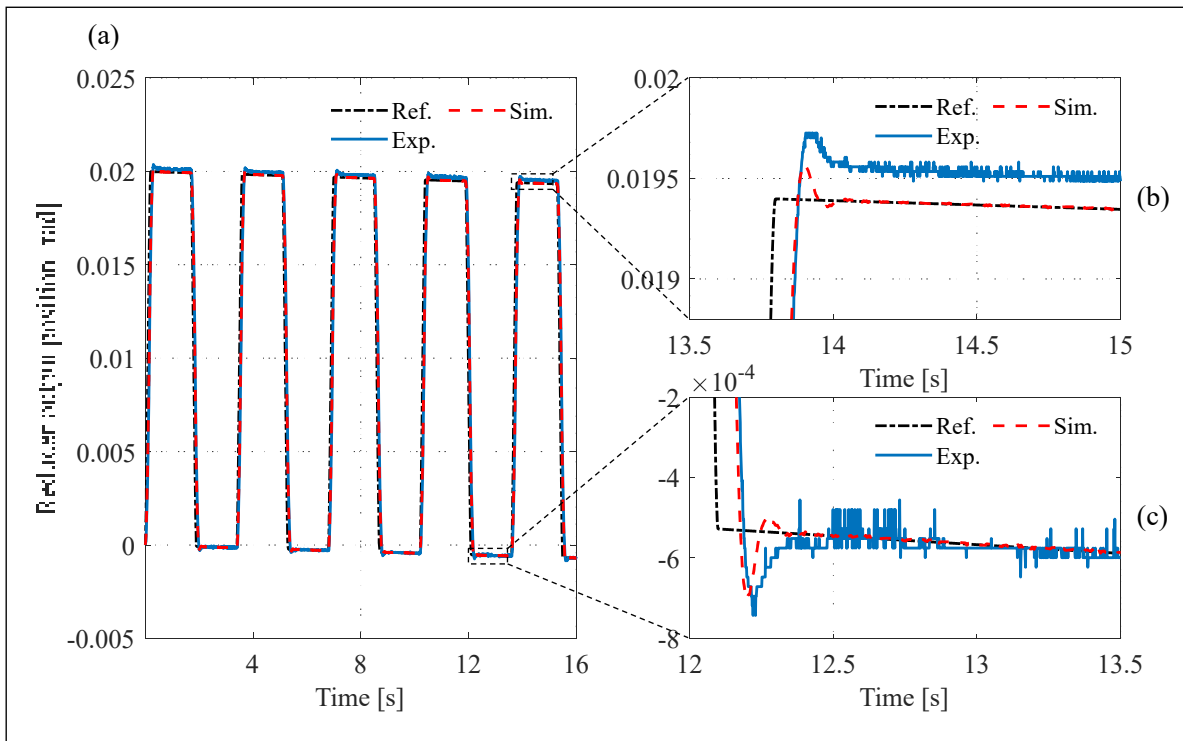 (a)
0.025
0.02
0.015
0.01
0.005
0
-0.005
4
8
12
16
Time [s]
Ref.
Sim.
Exp.
(b)
0.02
0.0195
0.019
13.5
14
14.5
15
Time [s]
Ref.
Sim.
Exp.
(c)
×10⁻⁴
-2
-4
-6
-8
12
12.5
13
13.5
Time [s]
Ref.
Sim.
Exp.